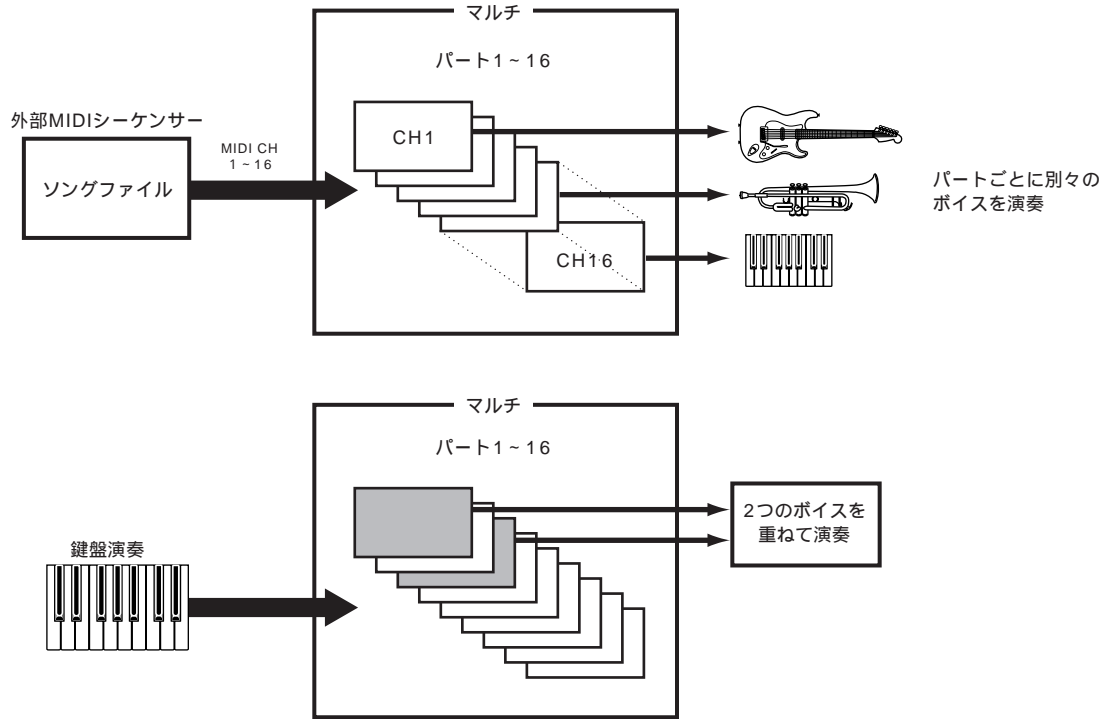 マルチ
パート1~16
外部MIDIシーケンサー
ソングファイル
MIDI CH
1~16
CH1
CH16
パートごとに別々の
ボイスを演奏
マルチ
パート1~16
鍵盤演奏
2つのボイスを
重ねて演奏